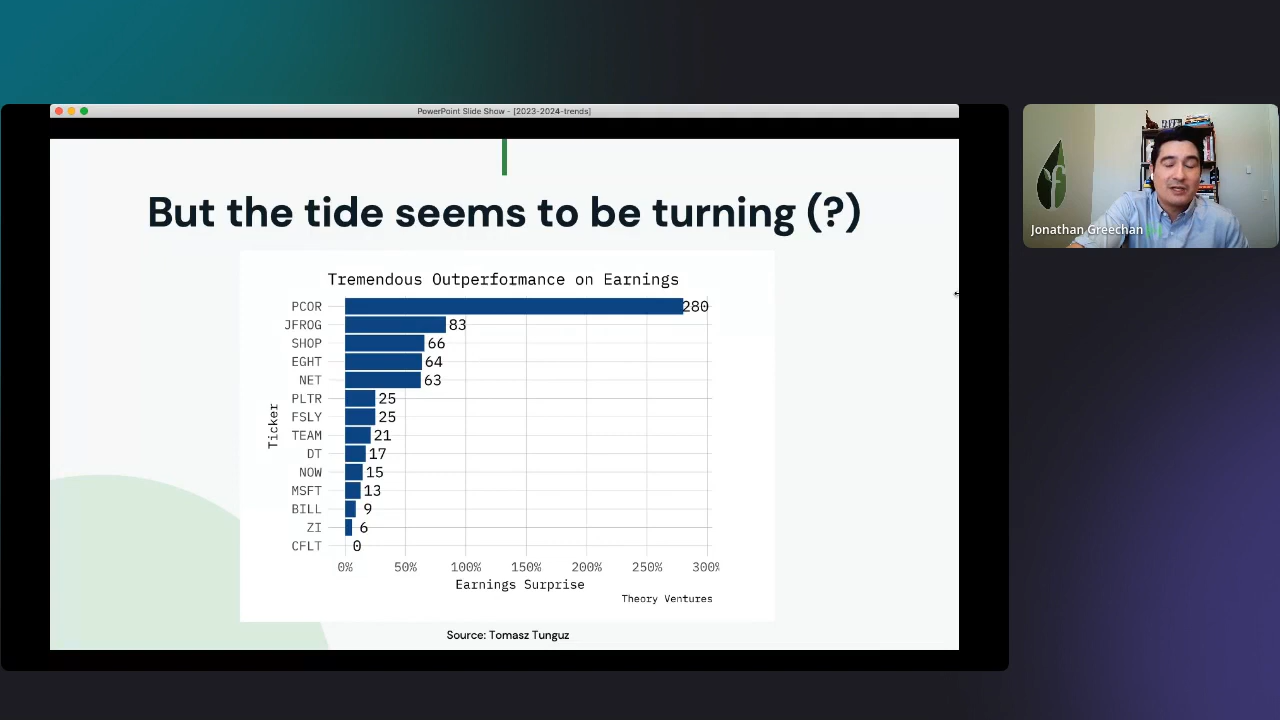 PowerPoint Slide Show - [2023-2024-trends]
But the tide seems to be turning (?)
Tremendous Outperformance on Earnings
Ticker
PCOR 280
JFROG 83
SHOP 66
EGHT 64
NET 63
PLTR 25
FSLY 25
TEAM 21
DT 17
NOW 15
MSFT 13
BILL 9
ZI 6
CFLT 0
0% 50% 100% 150% 200% 250% 300%
Earnings Surprise
Theory Ventures
Source: Tomasz Tunguz
Jonathan Greechan